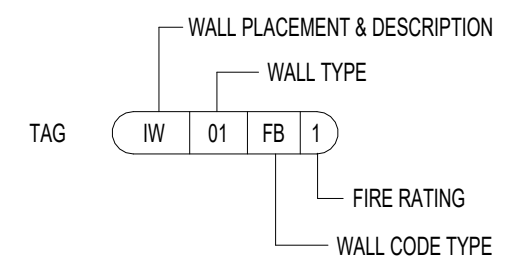 WALL PLACEMENT & DESCRIPTION
WALL TYPE
TAG IW 01 FB 1
FIRE RATING
WALL CODE TYPE